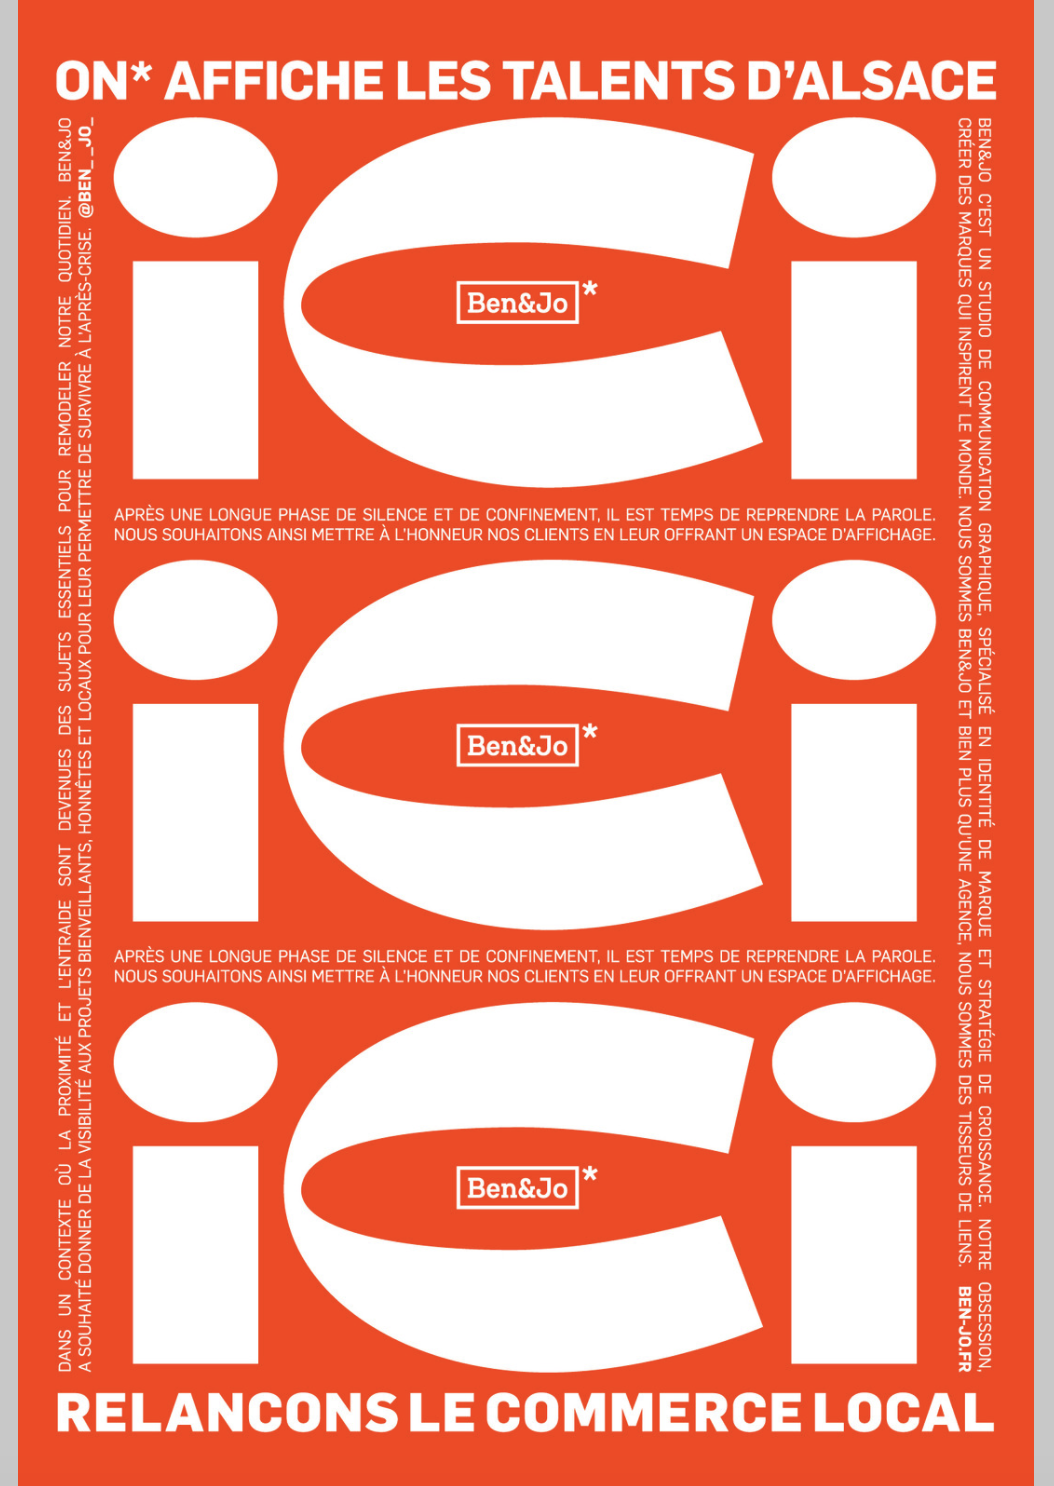 ON* AFFICHE LES TALENTS D’ALSACE
DANS UN CONTEXTE OÙ LA PROXIMITÉ ET L'ENTRAIDE SONT DEVENUES DES SUJETS ESSENTIELS POUR REMODELER NOTRE QUOTIDIEN. BEN&JO
A SOUHAITÉ DONNER DE LA VISIBILITÉ AUX PROJETS BIENVEILLANTS, HONNÊTES ET LOCAUX POUR LEUR PERMETTRE DE SURVIVRE À L'APRÈS-CRISE. @BEN__JO_
ici
Ben&Jo*
APRÈS UNE LONGUE PHASE DE SILENCE ET DE CONFINEMENT, IL EST TEMPS DE REPRENDRE LA PAROLE.
NOUS SOUHAITONS AINSI METTRE À L'HONNEUR NOS CLIENTS EN LEUR OFFRANT UN ESPACE D'AFFICHAGE.
ici
Ben&Jo*
APRÈS UNE LONGUE PHASE DE SILENCE ET DE CONFINEMENT, IL EST TEMPS DE REPRENDRE LA PAROLE.
NOUS SOUHAITONS AINSI METTRE À L'HONNEUR NOS CLIENTS EN LEUR OFFRANT UN ESPACE D'AFFICHAGE.
ici
Ben&Jo*
BEN&JO C'EST UN STUDIO DE COMMUNICATION GRAPHIQUE, SPÉCIALISÉ EN IDENTITÉ DE MARQUE ET STRATÉGIE DE CROISSANCE. NOTRE OBSESSION,
CRÉER DES MARQUES QUI INSPIRENT LE MONDE. NOUS SOMMES BEN&JO ET BIEN PLUS QU'UNE AGENCE, NOUS SOMMES DES TISSEURS DE LIENS. BEN-JO.FR
RELANCONS LE COMMERCE LOCAL